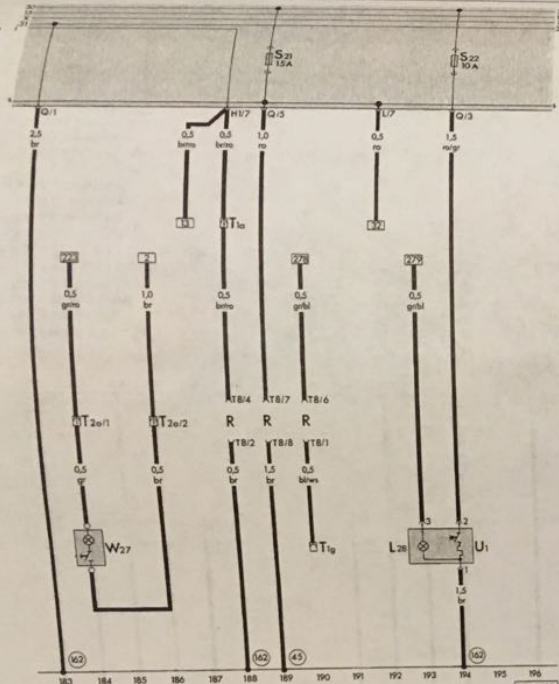 S21
15A
S22
10A
Q/1
H1/7
Q/5
L/7
Q/3
2,5
br
0,5
br/ro
0,5
br/ro
1,0
ro
0,5
ro
1,5
ro/gr
13
T1a
32
223
2
278
279
0,5
gr/ro
1,0
br
0,5
br/ro
0,5
gr/bl
0,5
gr/bl
T8/4
T8/7
T8/6
T2o/1
T2o/2
R
R
R
T8/2
T8/8
T8/1
0,5
gr
0,5
br
0,5
br
1,5
br
0,5
bl/ws
3
2
W27
T1g
L28
U1
1
1,5
br
162
162
45
162
183
184
185
186
187
188
189
190
191
192
193
194
195
196